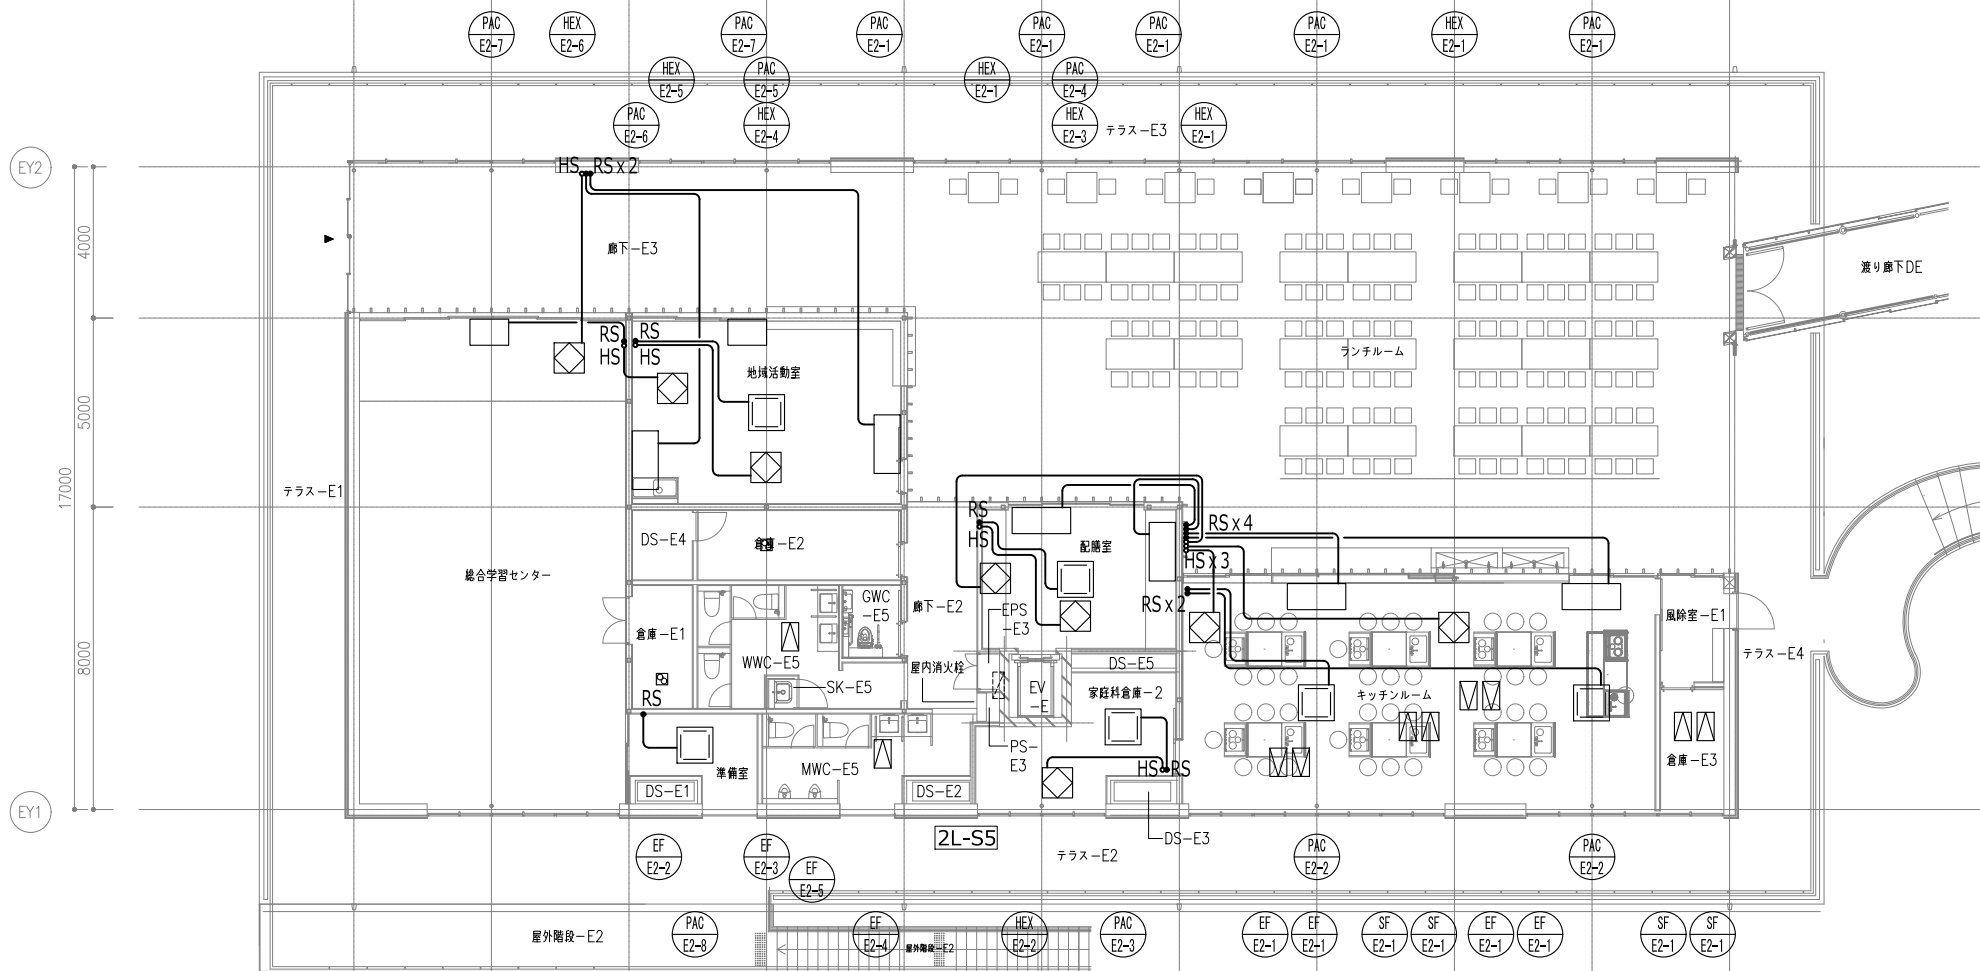 PAC
E2-7
HEX
E2-6
PAC
E2-7
PAC
E2-1
PAC
E2-1
PAC
E2-1
PAC
E2-1
HEX
E2-1
PAC
E2-1
HEX
E2-5
PAC
E2-5
HEX
E2-1
PAC
E2-4
PAC
E2-6
HEX
E2-4
HEX
E2-3
テラス-E3
HEX
E2-1
EY2
HS
RSx2
4000
廊下-E3
渡り廊下DE
RS
RS
HS
HS
地域活動室
ランチルーム
5000
17000
テラス-E1
RS
HS
RSx4
DS-E4
倉庫-E2
配膳室
HSx3
総合学習センター
GWC
-E5
廊下-E2
EPS
-E3
RSx2
風除室-E1
倉庫-E1
8000
WWC-E5
屋内消火栓
DS-E5
テラス-E4
SK-E5
EV
-E
家庭科倉庫-2
キッチンルーム
RS
PS-
E3
準備室
MWC-E5
HS
RS
倉庫-E3
DS-E1
DS-E2
EY1
2L-S5
DS-E3
テラス-E2
EF
E2-2
EF
E2-3
EF
E2-5
PAC
E2-2
PAC
E2-2
屋外階段-E2
PAC
E2-8
EF
E2-4
屋外階段-E2
HEX
E2-2
PAC
E2-3
EF
E2-1
EF
E2-1
SF
E2-1
SF
E2-1
EF
E2-1
EF
E2-1
SF
E2-1
SF
E2-1